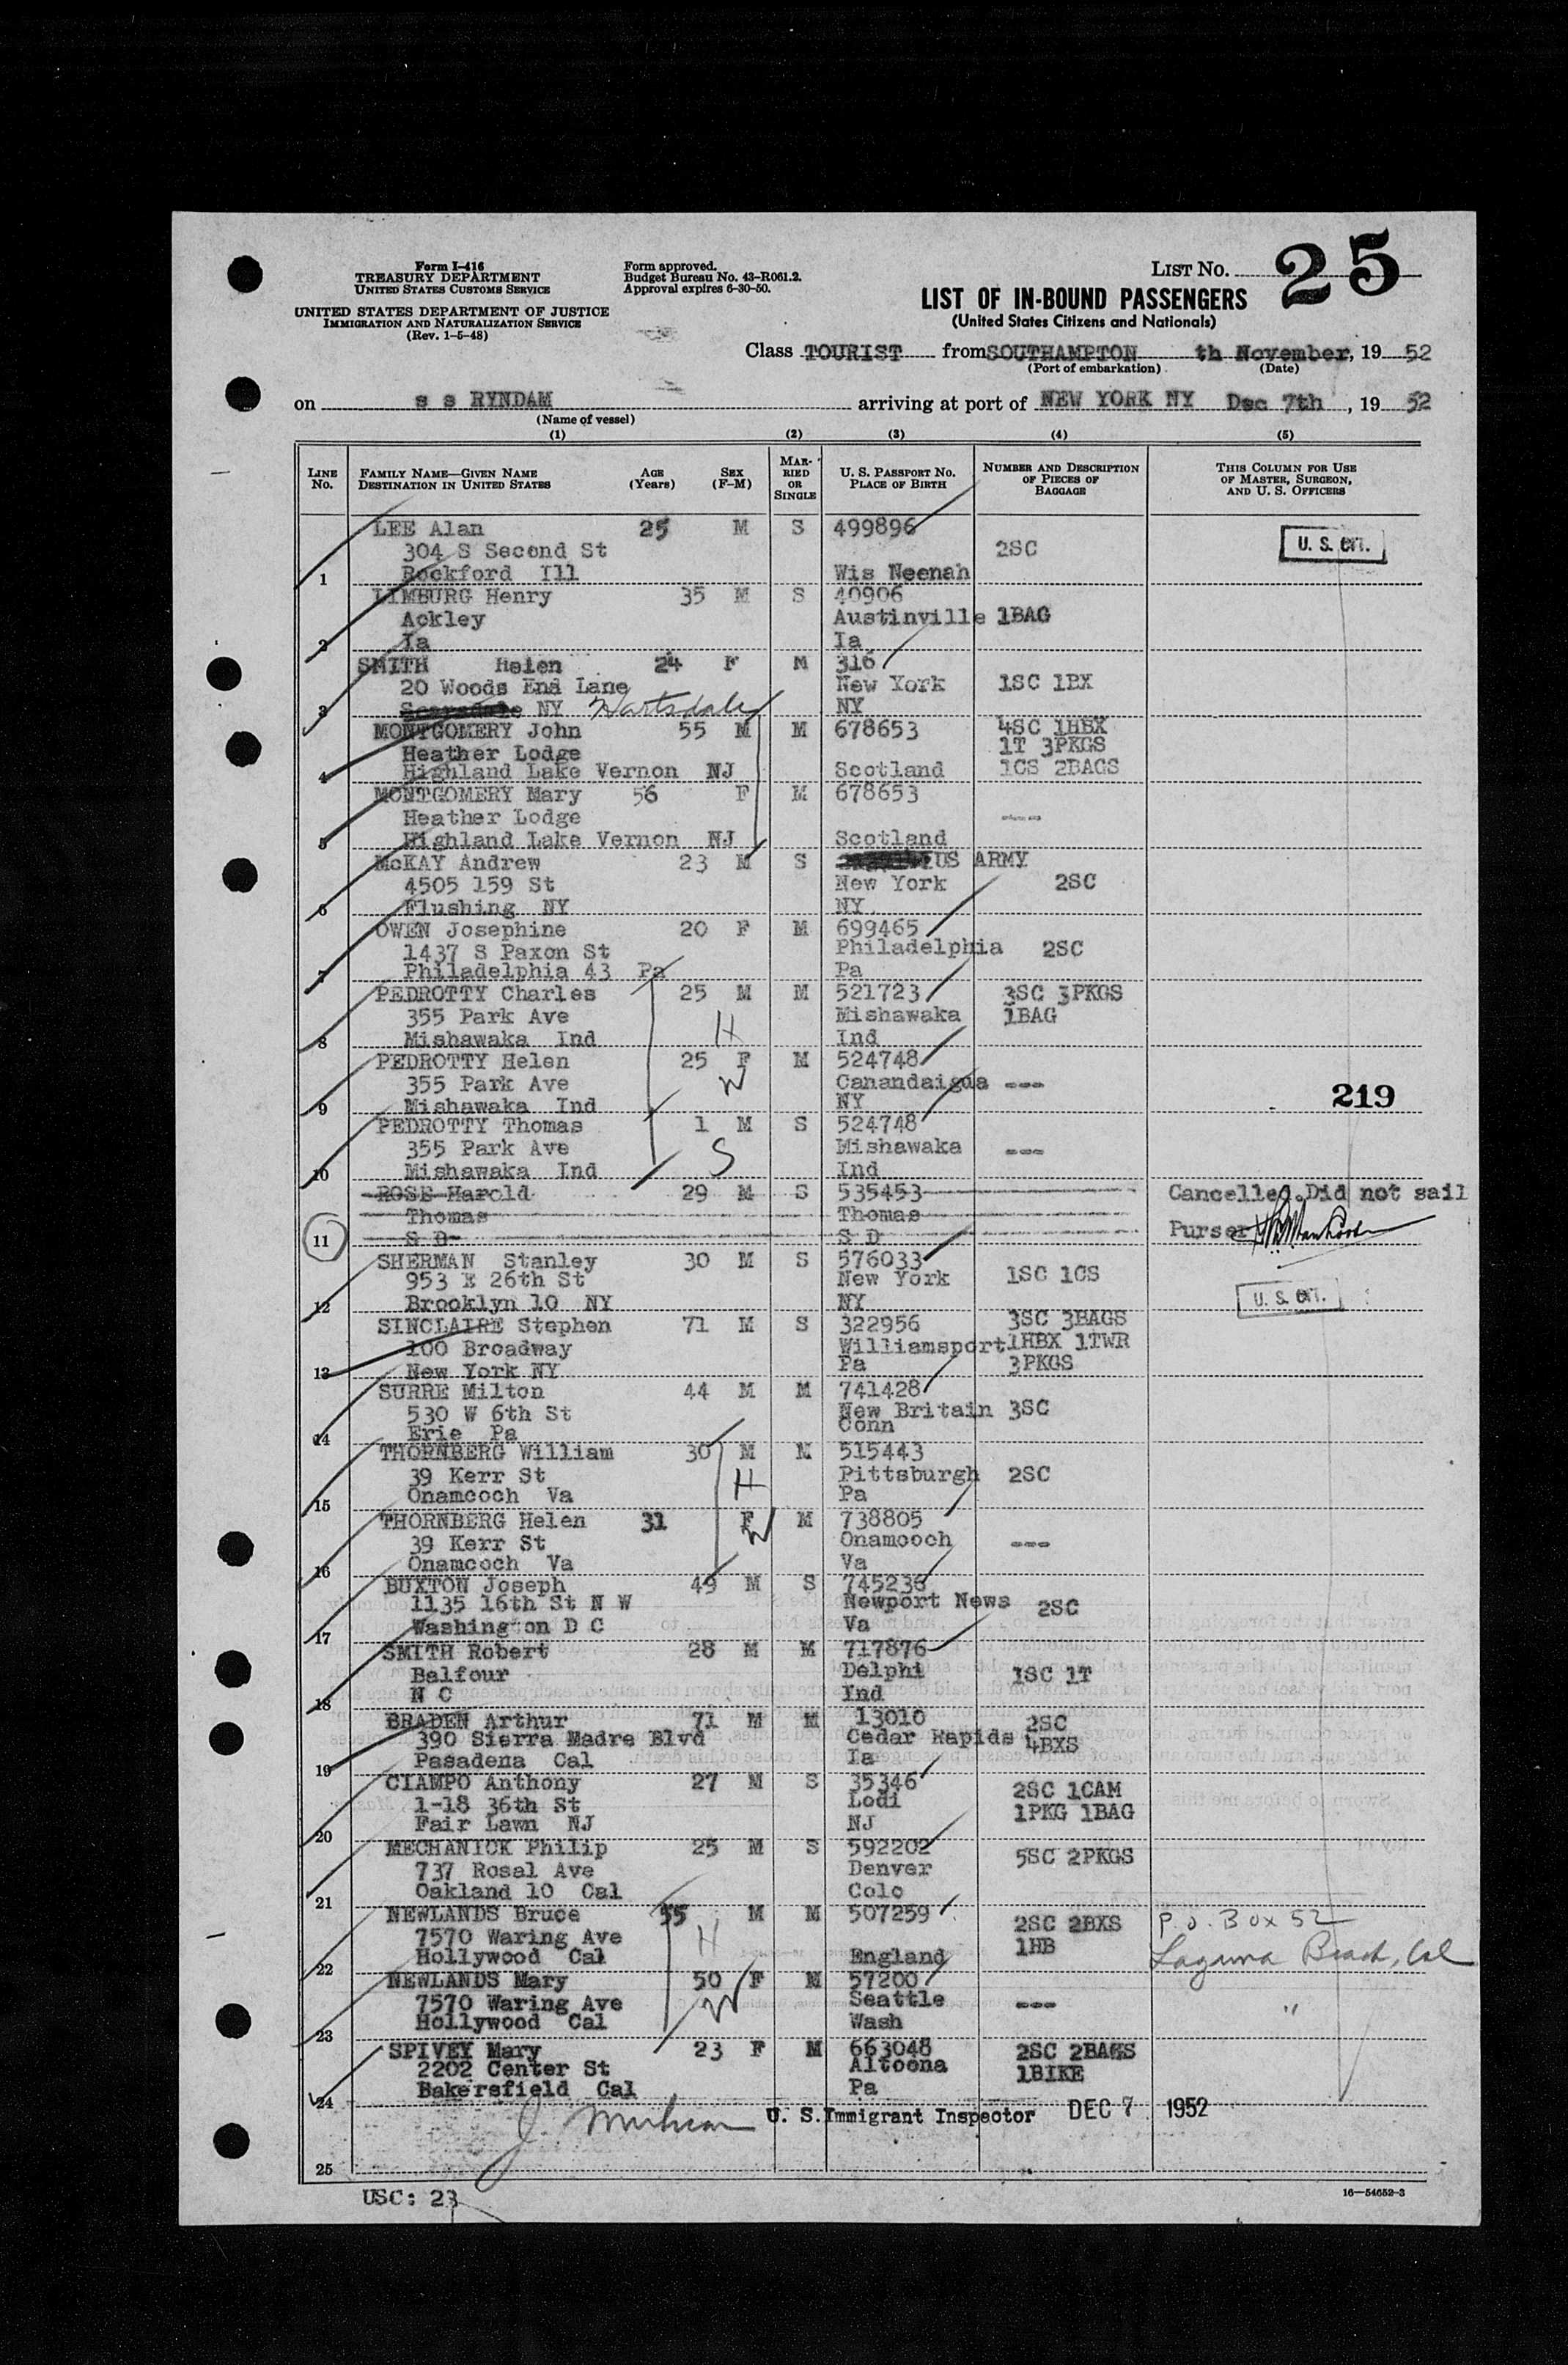 Form I-416
TREASURY DEPARTMENT
UNITED STATES CUSTOMS SERVICE
UNITED STATES DEPARTMENT OF JUSTICE
IMMIGRATION AND NATURALIZATION SERVICE
(Rev. 1-5-48)
Form approved.
Budget Bureau No. 43-R061.2.
Approval expires 6-30-50.
LIST NO. 25
LIST OF IN-BOUND PASSENGERS
(United States Citizens and Nationals)
Class TOURIST from SOUTHAMPTON th November, 19 52
(Port of embarkation) (Date)
on s s RYNDAM arriving at port of NEW YORK NY Dec 7th, 19 52
(Name of vessel)
(1) (2) (3) (4) (5)
LINE No. FAMILY NAME—GIVEN NAME DESTINATION IN UNITED STATES AGE (Years) SEX (F-M) MARRIED OR SINGLE U. S. PASSPORT No. PLACE OF BIRTH NUMBER AND DESCRIPTION OF PIECES OF BAGGAGE THIS COLUMN FOR USE OF MASTER, SURGEON, AND U. S. OFFICERS
LEE Alan 25 M S 499896
304 S Second St 2SC U. S. CIT.
1 Rockford Ill Wis Neenah
LIMBURG Henry 35 M S 40906
Ackley Austinville 1BAG
2 Ia Ia
SMITH Helen 24 F M 316
20 Woods End Lane New York 1SC 1BX
3 Scarsdale NY Hartsdale NY
MONTGOMERY John 55 M M 678653 4SC 1HBX
Heather Lodge 1T 3PKGS
4 Highland Lake Vernon NJ Scotland 1CS 2BAGS
MONTGOMERY Mary 56 F M 678653
Heather Lodge ---
5 Highland Lake Vernon NJ Scotland
McKAY Andrew 23 M S US ARMY
4505 159 St New York 2SC
6 Flushing NY NY
OWEN Josephine 20 F M 699465
1437 S Paxon St Philadelphia 2SC
7 Philadelphia 43 Pa Pa
PEDROTTY Charles 25 M M 521723 3SC 3PKGS
355 Park Ave H Mishawaka 1BAG
8 Mishawaka Ind Ind
PEDROTTY Helen 25 F M 524748
355 Park Ave W Canandaigua ---
9 Mishawaka Ind NY 219
PEDROTTY Thomas 1 M S 524748
355 Park Ave S Mishawaka ---
10 Mishawaka Ind Ind
ROSE Harold 29 M S 535453 Cancelled. Did not sail
Thomas Thomas Purser
11 S D S D
SHERMAN Stanley 30 M S 576033
953 E 26th St New York 1SC 1CS
12 Brooklyn 10 NY NY U. S. CIT.
SINCLAIRE Stephen 71 M S 322956 3SC 3BAGS
100 Broadway Williamsport 1HBX 1TWR
13 New York NY Pa 3PKGS
SURRE Milton 44 M M 741428
530 W 6th St New Britain 3SC
14 Erie Pa Conn
THORNBERG William 30 M M 515443
39 Kerr St H Pittsburgh 2SC
15 Onamcoch Va Pa
THORNBERG Helen 31 F M 738805
39 Kerr St W Onamcoch ---
16 Onamcoch Va Va
BUXTON Joseph 49 M S 745236
1135 16th St N W Newport News 2SC
17 Washington D C Va
SMITH Robert 28 M M 717876
Balfour Delphi 1SC 1T
18 N C Ind
BRADEN Arthur 71 M M 13010 2SC
390 Sierra Madre Blvd Cedar Rapids 4BXS
19 Pasadena Cal Ia
CIAMPO Anthony 27 M S 35346 2SC 1CAM
1-18 36th St Lodi 1PKG 1BAG
20 Fair Lawn NJ NJ
MECHANICK Philip 25 M S 592202 5SC 2PKGS
737 Rosal Ave Denver
21 Oakland 10 Cal Colo
NEWLANDS Bruce 55 M M 507259 2SC 2BXS P.O. Box 52
7570 Waring Ave H 1HB Laguna Beach, Cal
22 Hollywood Cal England
NEWLANDS Mary 50 F M 57200
7570 Waring Ave W Seattle --- "
23 Hollywood Cal Wash
SPIVEY Mary 23 F M 663048 2SC 2BAGS
2202 Center St Altoona 1BIKE
24 Bakersfield Cal Pa
U. S. Immigrant Inspector DEC 7 1952
25
USC: 23
16—54652-3